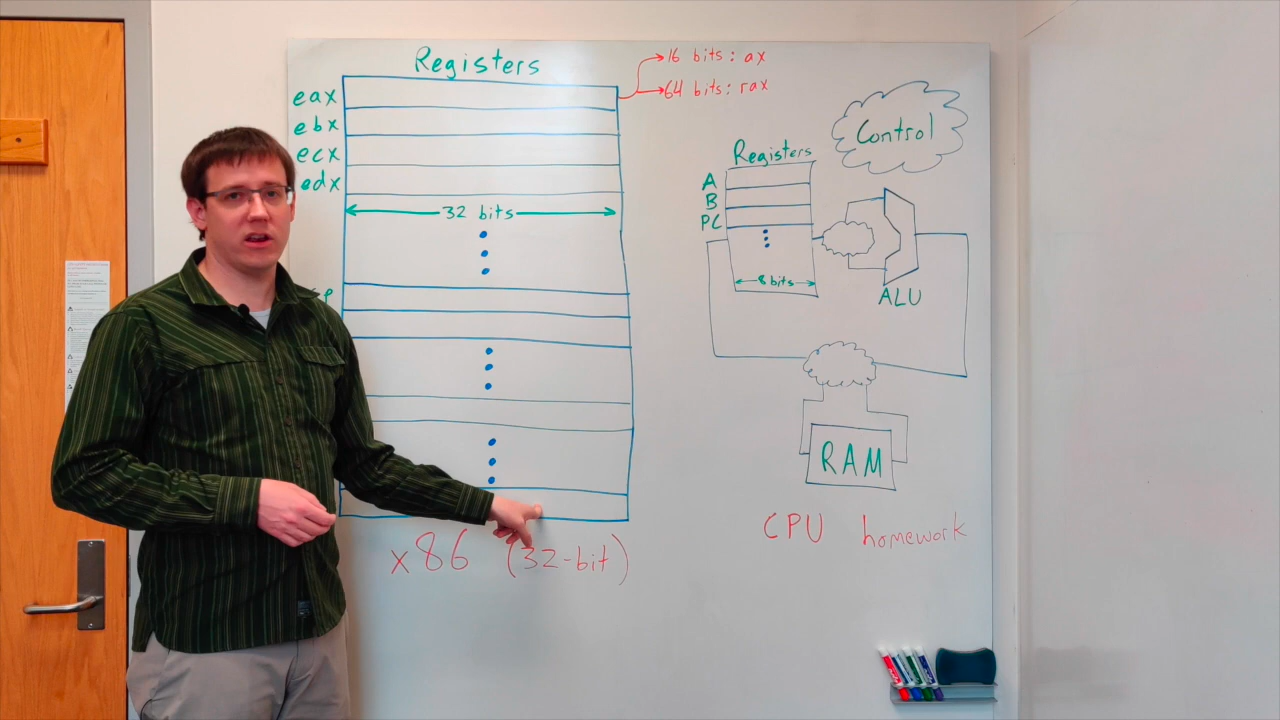 Registers
eax
ebx
ecx
edx
32 bits
16 bits: ax
64 bits: rax
x86 (32-bit)
Control
Registers
A
B
PC
8 bits
ALU
RAM
CPU homework